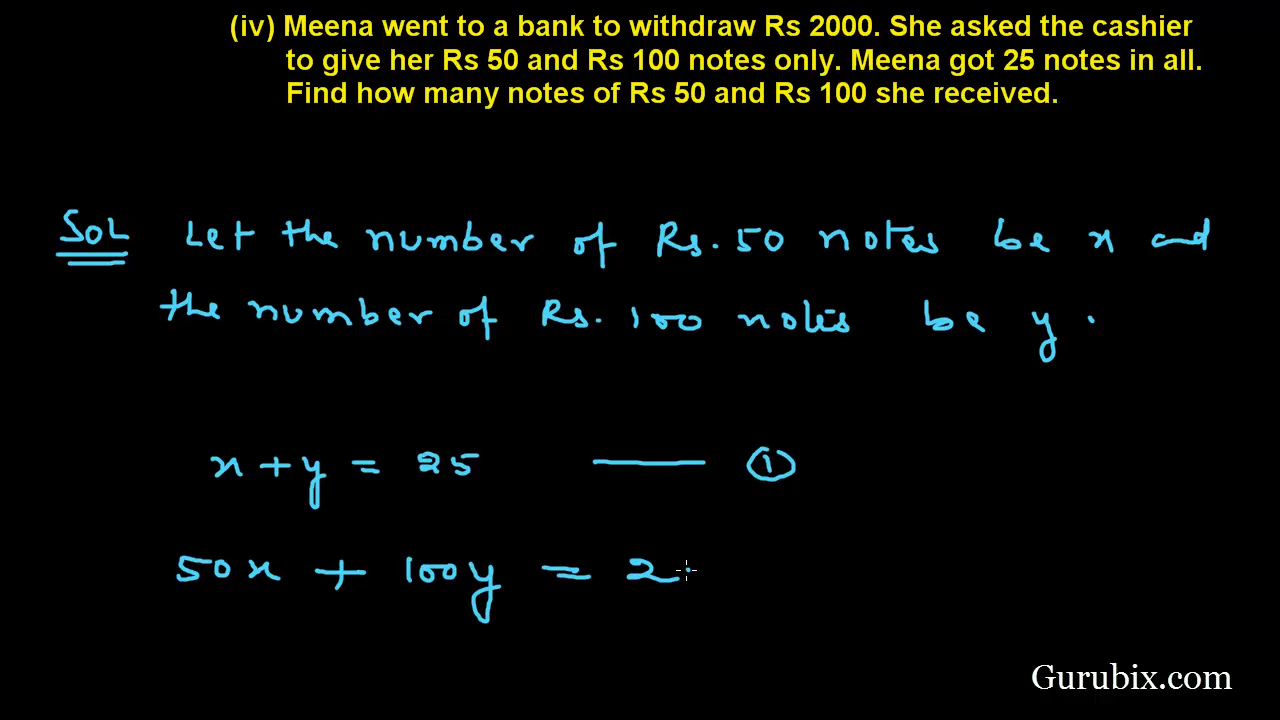 (iv) Meena went to a bank to withdraw Rs 2000. She asked the cashier
to give her Rs 50 and Rs 100 notes only. Meena got 25 notes in all.
Find how many notes of Rs 50 and Rs 100 she received.
Sol Let the number of Rs. 50 notes be x and
the number of Rs. 100 notes be y.
x + y = 25 —— ①
50x + 100y = 2
Gurubix.com